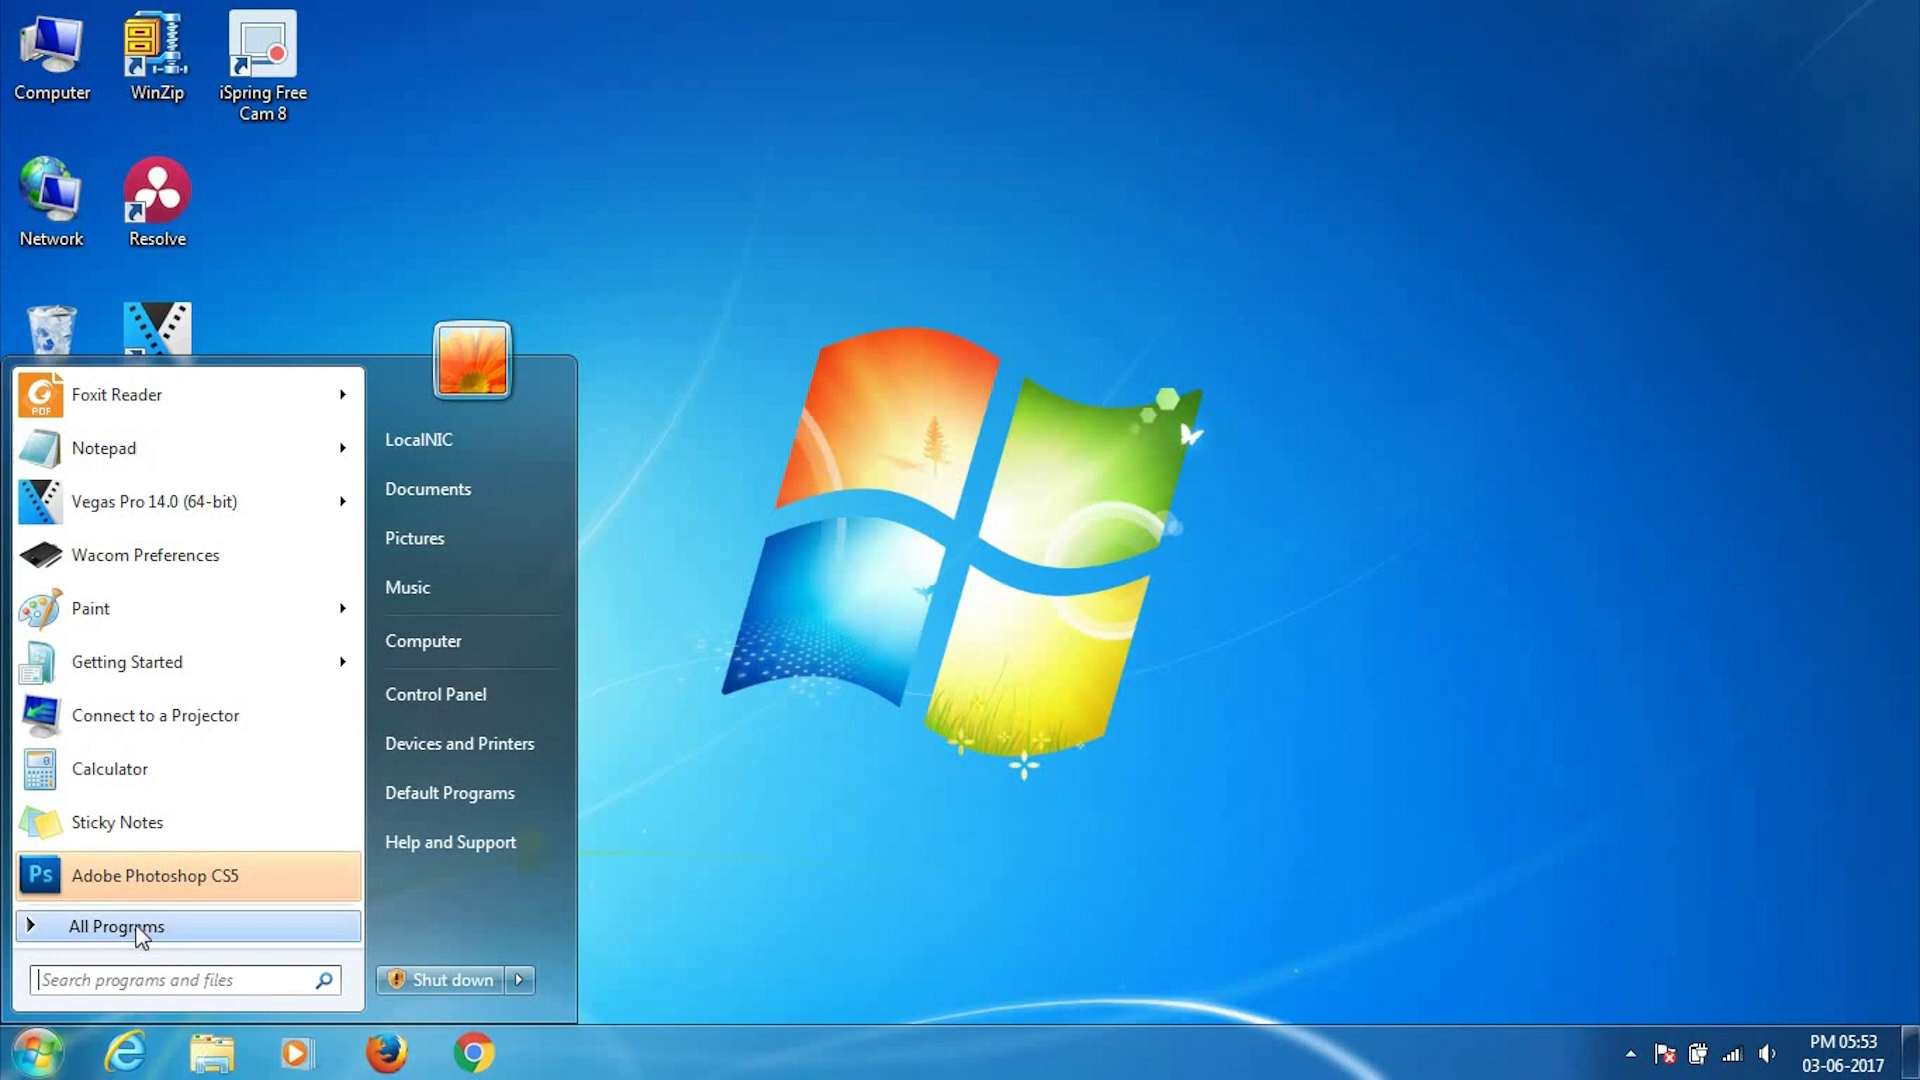 Computer
WinZip
iSpring Free
Cam 8
Network
Resolve
PDF
Foxit Reader
Notepad
Vegas Pro 14.0 (64-bit)
Wacom Preferences
Paint
Getting Started
Connect to a Projector
Calculator
Sticky Notes
Ps
Adobe Photoshop CS5
All Programs
Search programs and files
LocalNIC
Documents
Pictures
Music
Computer
Control Panel
Devices and Printers
Default Programs
Help and Support
Shut down
PM 05:53
03-06-2017